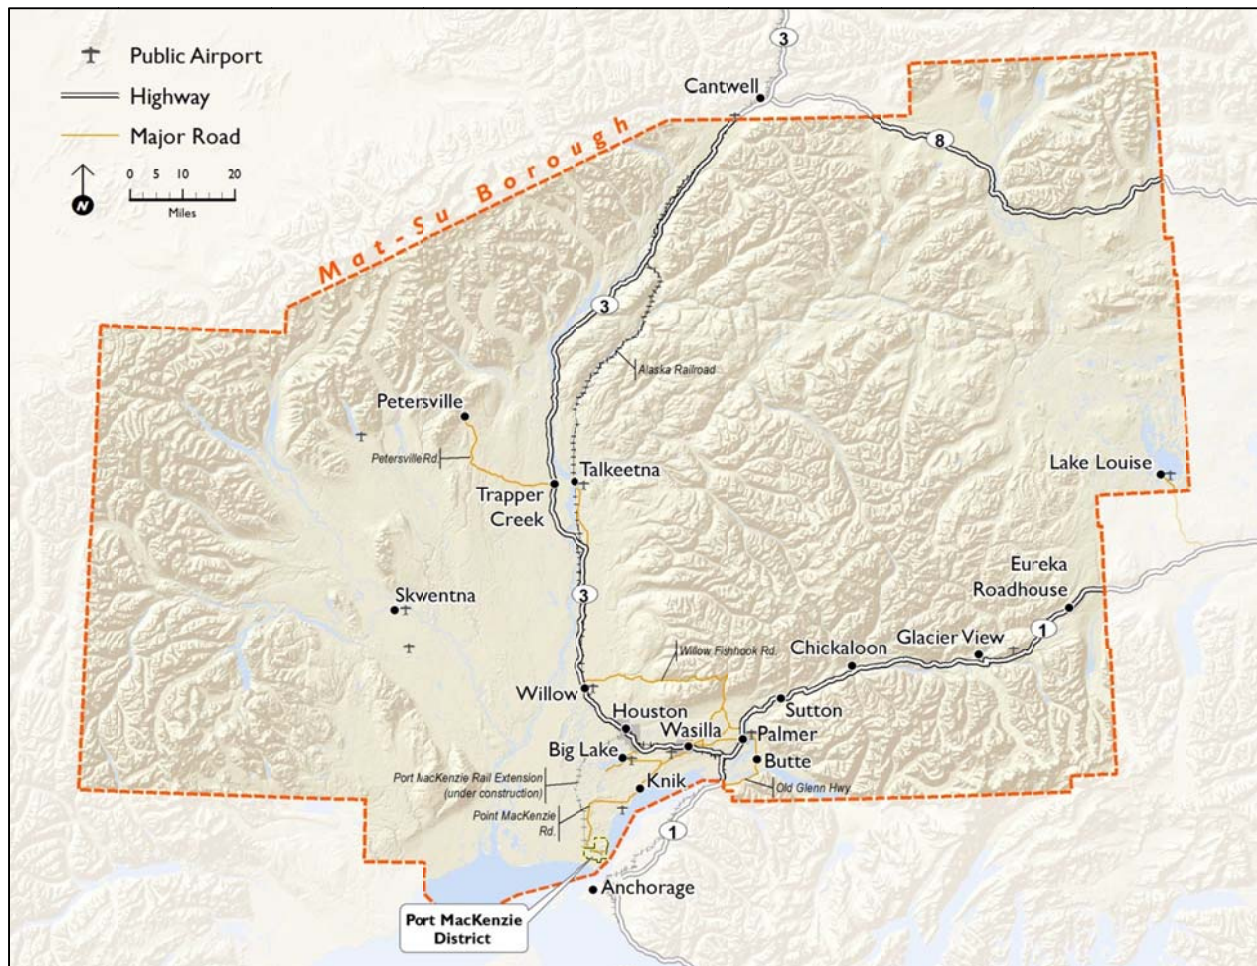 Public Airport
Highway
Major Road
N
0 5 10 20
Miles
Mat-Su Borough
3
Cantwell
8
3
Alaska Railroad
Petersville
Petersville Rd.
Talkeetna
Trapper
Creek
Lake Louise
Eureka
Roadhouse
3
Skwentna
1
Glacier View
Chickaloon
Willow Fishhook Rd.
Willow
Sutton
Houston
Wasilla
Palmer
Big Lake
Butte
Port MacKenzie Rail Extension
(under construction)
Knik
Old Glenn Hwy
Point MacKenzie
Rd.
1
Anchorage
Port MacKenzie
District